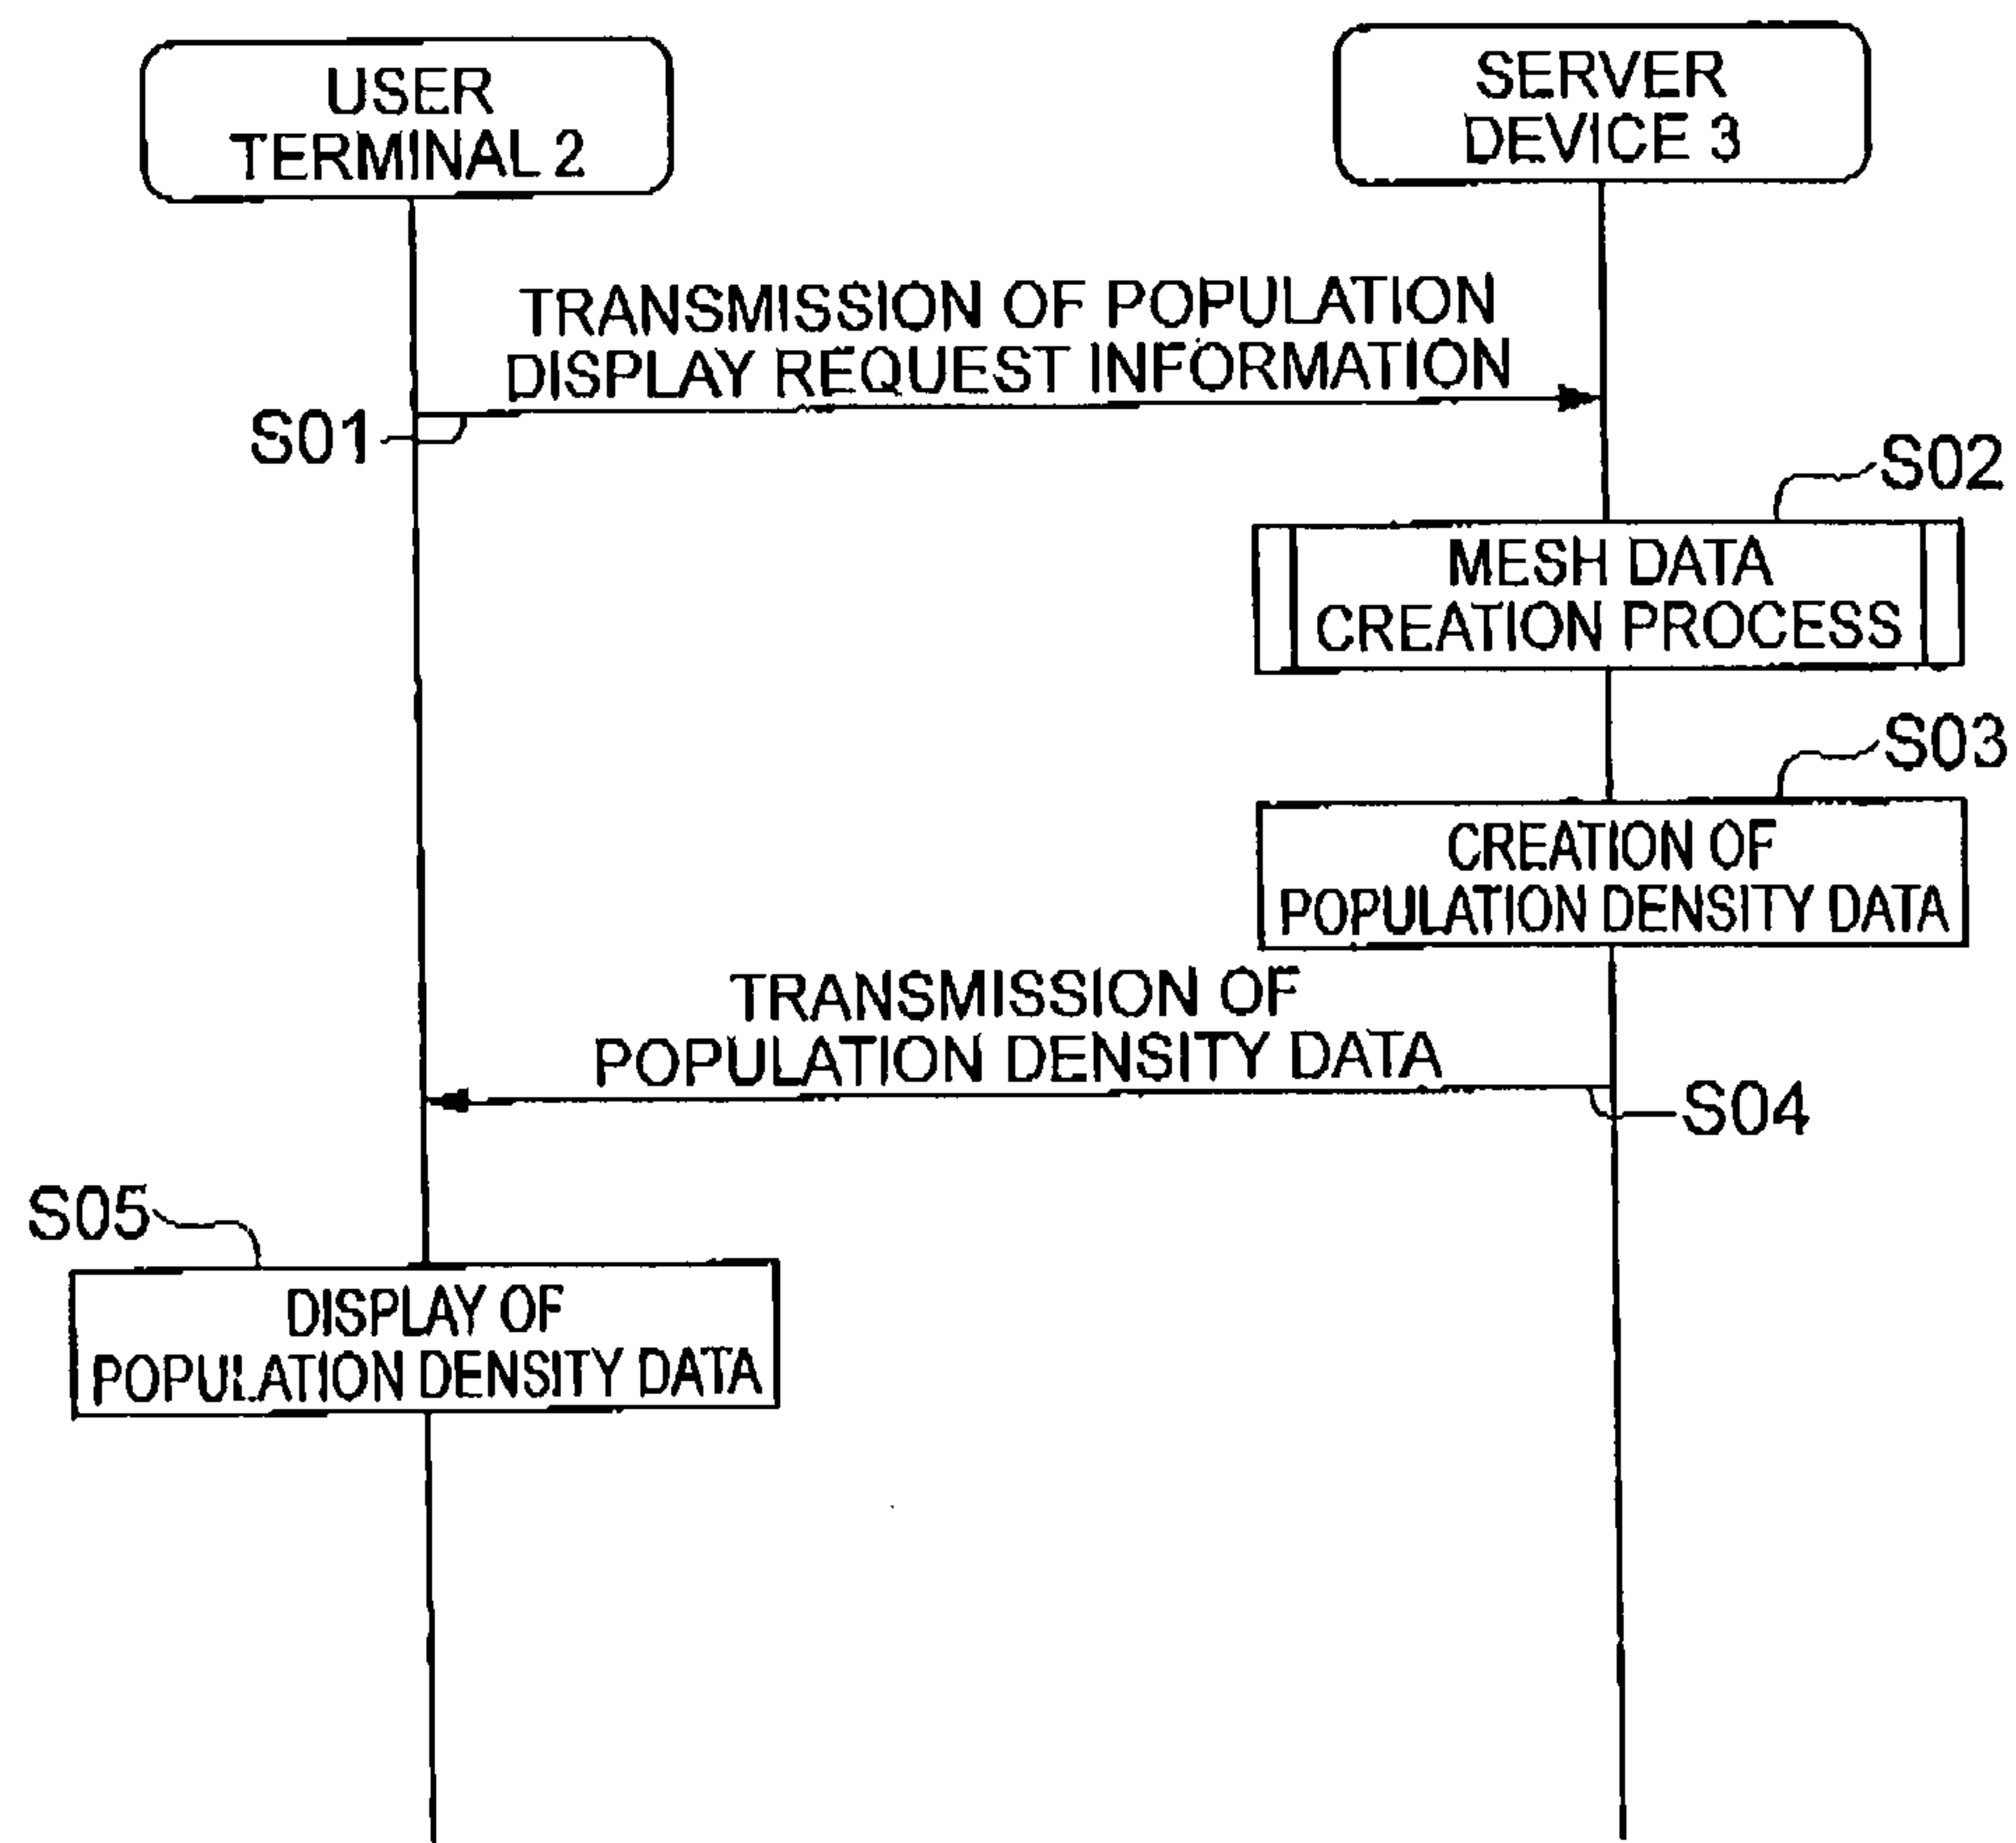 USER
TERMINAL 2
SERVER
DEVICE 3
TRANSMISSION OF POPULATION
DISPLAY REQUEST INFORMATION
S01
S02
MESH DATA
CREATION PROCESS
S03
CREATION OF
POPULATION DENSITY DATA
TRANSMISSION OF
POPULATION DENSITY DATA
S04
S05
DISPLAY OF
POPULATION DENSITY DATA